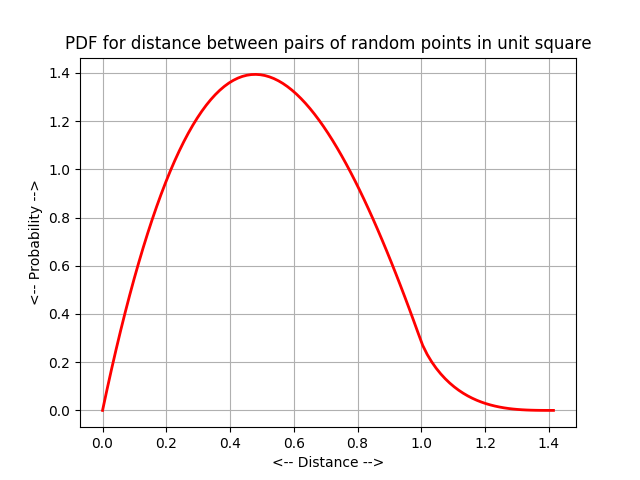 PDF for distance between pairs of random points in unit square
<-- Probability -->
1.4
1.2
1.0
0.8
0.6
0.4
0.2
0.0
0.0 0.2 0.4 0.6 0.8 1.0 1.2 1.4
<-- Distance -->